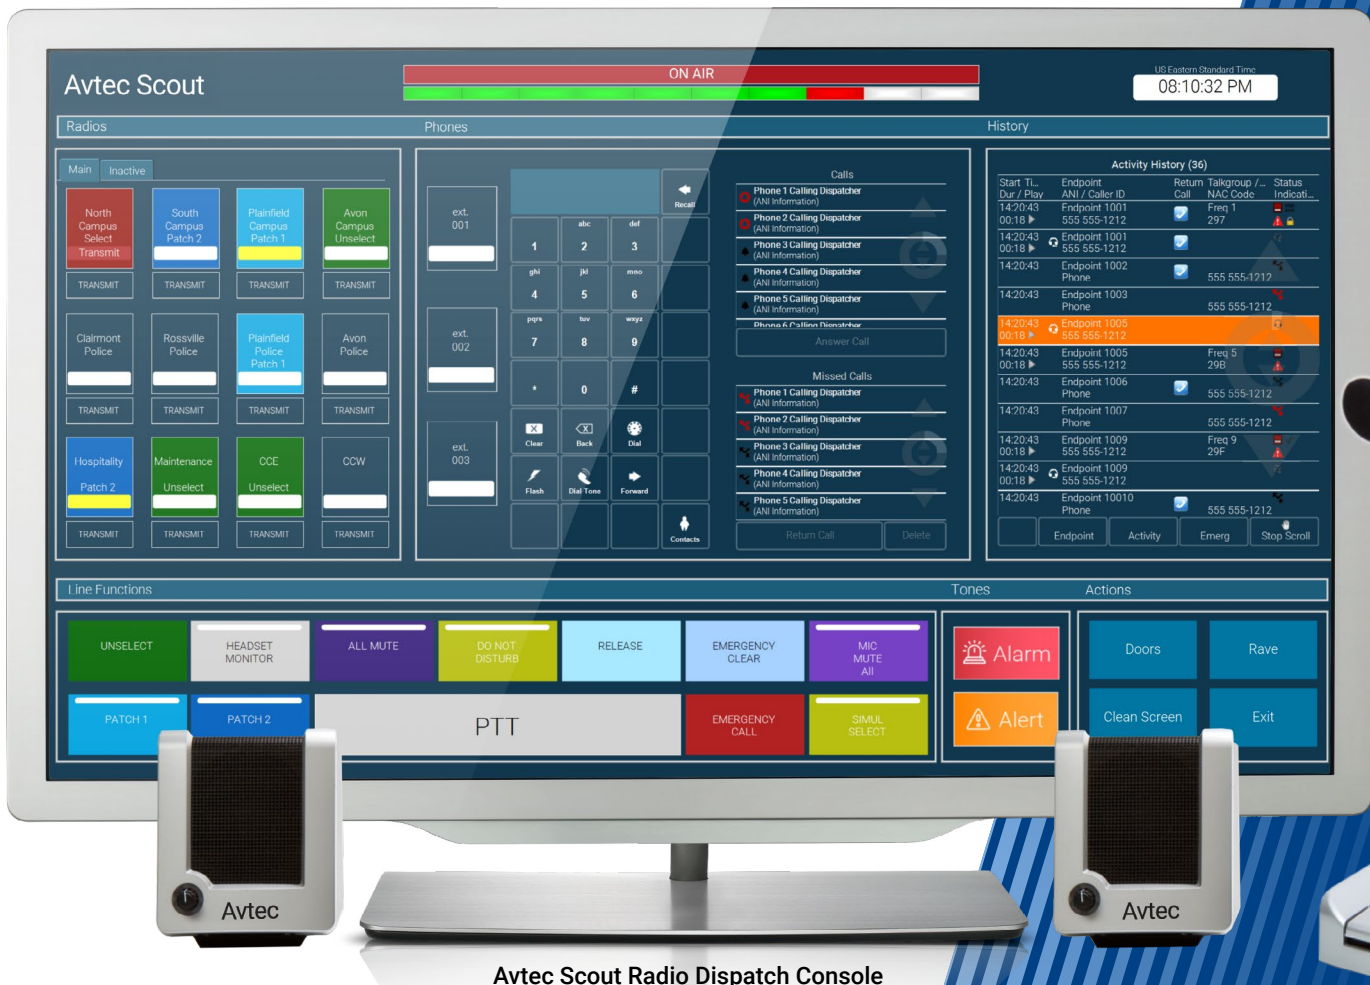 Avtec Scout
ON AIR
US Eastern Standard Time
08:10:32 PM
Radios
Phones
History
Main
Inactive
North
Campus
Select
Transmit
South
Campus
Patch 2
Plainfield
Campus
Patch 1
Avon
Campus
Unselect
TRANSMIT
TRANSMIT
TRANSMIT
TRANSMIT
Clairmont
Police
Rossville
Police
Plainfield
Police
Patch 1
Avon
Police
TRANSMIT
TRANSMIT
TRANSMIT
TRANSMIT
Hospitality
Patch 2
Maintenance
Unselect
CCE
Unselect
CCW
TRANSMIT
TRANSMIT
TRANSMIT
TRANSMIT
ext.
001
ext.
002
ext.
003
Recall
1
abc
2
def
3
ghi
4
jkl
5
mno
6
pqrs
7
tuv
8
wxyz
9
*
0
#
X
Clear
X
Back
Dial
Flash
Dial Tone
Forward
Contacts
Calls
Phone 1 Calling Dispatcher
(ANI Information)
Phone 2 Calling Dispatcher
(ANI Information)
Phone 3 Calling Dispatcher
(ANI Information)
Phone 4 Calling Dispatcher
(ANI Information)
Phone 5 Calling Dispatcher
(ANI Information)
Phone 6 Calling Dispatcher
Answer Call
Missed Calls
Phone 1 Calling Dispatcher
(ANI Information)
Phone 2 Calling Dispatcher
(ANI Information)
Phone 3 Calling Dispatcher
(ANI Information)
Phone 4 Calling Dispatcher
(ANI Information)
Phone 5 Calling Dispatcher
(ANI Information)
Return Call
Delete
Activity History (36)
Start Ti... Endpoint Return Talkgroup /... Status
Dur / Play ANI / Caller ID Call NAC Code Indicati...
14:20:43 Endpoint 1001 Freq 1
00:18 555 555-1212 297
14:20:43 Endpoint 1001
00:18 555 555-1212
14:20:43 Endpoint 1002
Phone 555 555-1212
14:20:43 Endpoint 1003
Phone 555 555-1212
14:20:43 Endpoint 1005
00:18 555 555-1212
14:20:43 Endpoint 1005 Freq 5
00:18 555 555-1212 29B
14:20:43 Endpoint 1006
Phone 555 555-1212
14:20:43 Endpoint 1007
Phone 555 555-1212
14:20:43 Endpoint 1009 Freq 9
00:18 555 555-1212 29F
14:20:43 Endpoint 1009
00:18 555 555-1212
14:20:43 Endpoint 10010
Phone 555 555-1212
Endpoint
Activity
Emerg
Stop Scroll
Line Functions
Tones
Actions
UNSELECT
HEADSET
MONITOR
ALL MUTE
DO NOT
DISTURB
RELEASE
EMERGENCY
CLEAR
MIC
MUTE
All
PATCH 1
PATCH 2
PTT
EMERGENCY
CALL
SIMUL
SELECT
Alarm
Alert
Doors
Rave
Clean Screen
Exit
Avtec
Avtec
Avtec Scout Radio Dispatch Console